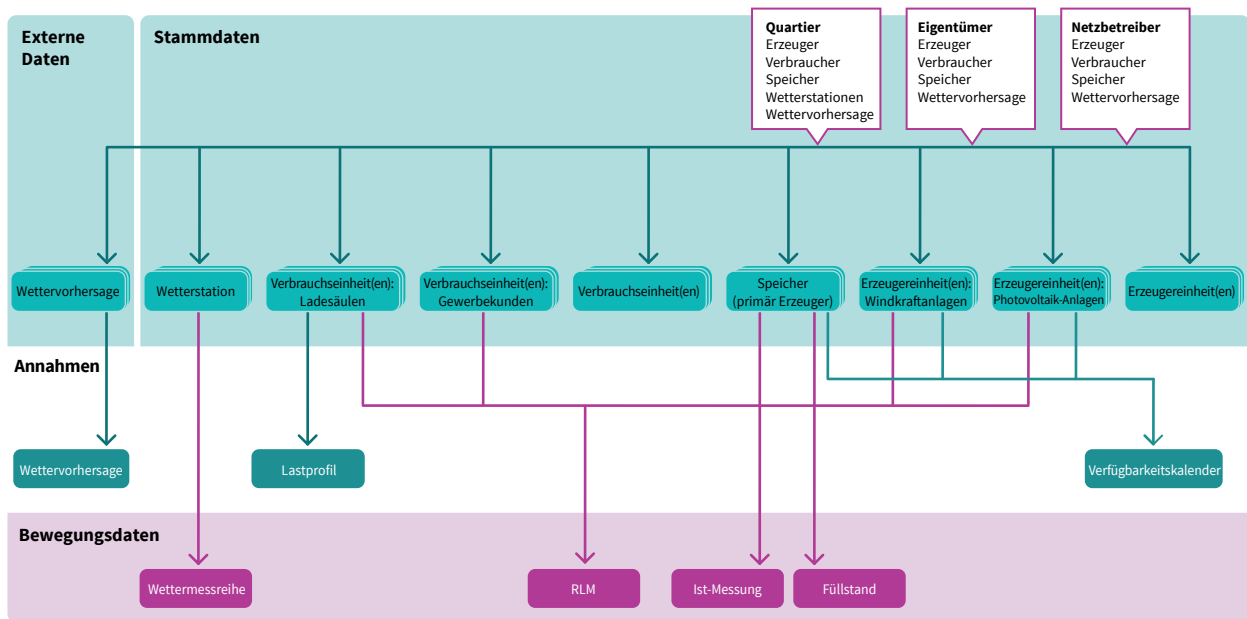 Externe
Daten
Stammdaten
Quartier
Erzeuger
Verbraucher
Speicher
Wetterstationen
Wettervorhersage
Eigentümer
Erzeuger
Verbraucher
Speicher
Wettervorhersage
Netzbetreiber
Erzeuger
Verbraucher
Speicher
Wettervorhersage
Wettervorhersage
Wetterstation
Verbrauchseinheit(en):
Ladesäulen
Verbrauchseinheit(en):
Gewerbekunden
Verbrauchseinheit(en)
Speicher
(primär Erzeuger)
Erzeugereinheit(en):
Windkraftanlagen
Erzeugereinheit(en):
Photovoltaik-Anlagen
Erzeugereinheit(en)
Annahmen
Wettervorhersage
Lastprofil
Verfügbarkeitskalender
Bewegungsdaten
Wettermessreihe
RLM
Ist-Messung
Füllstand